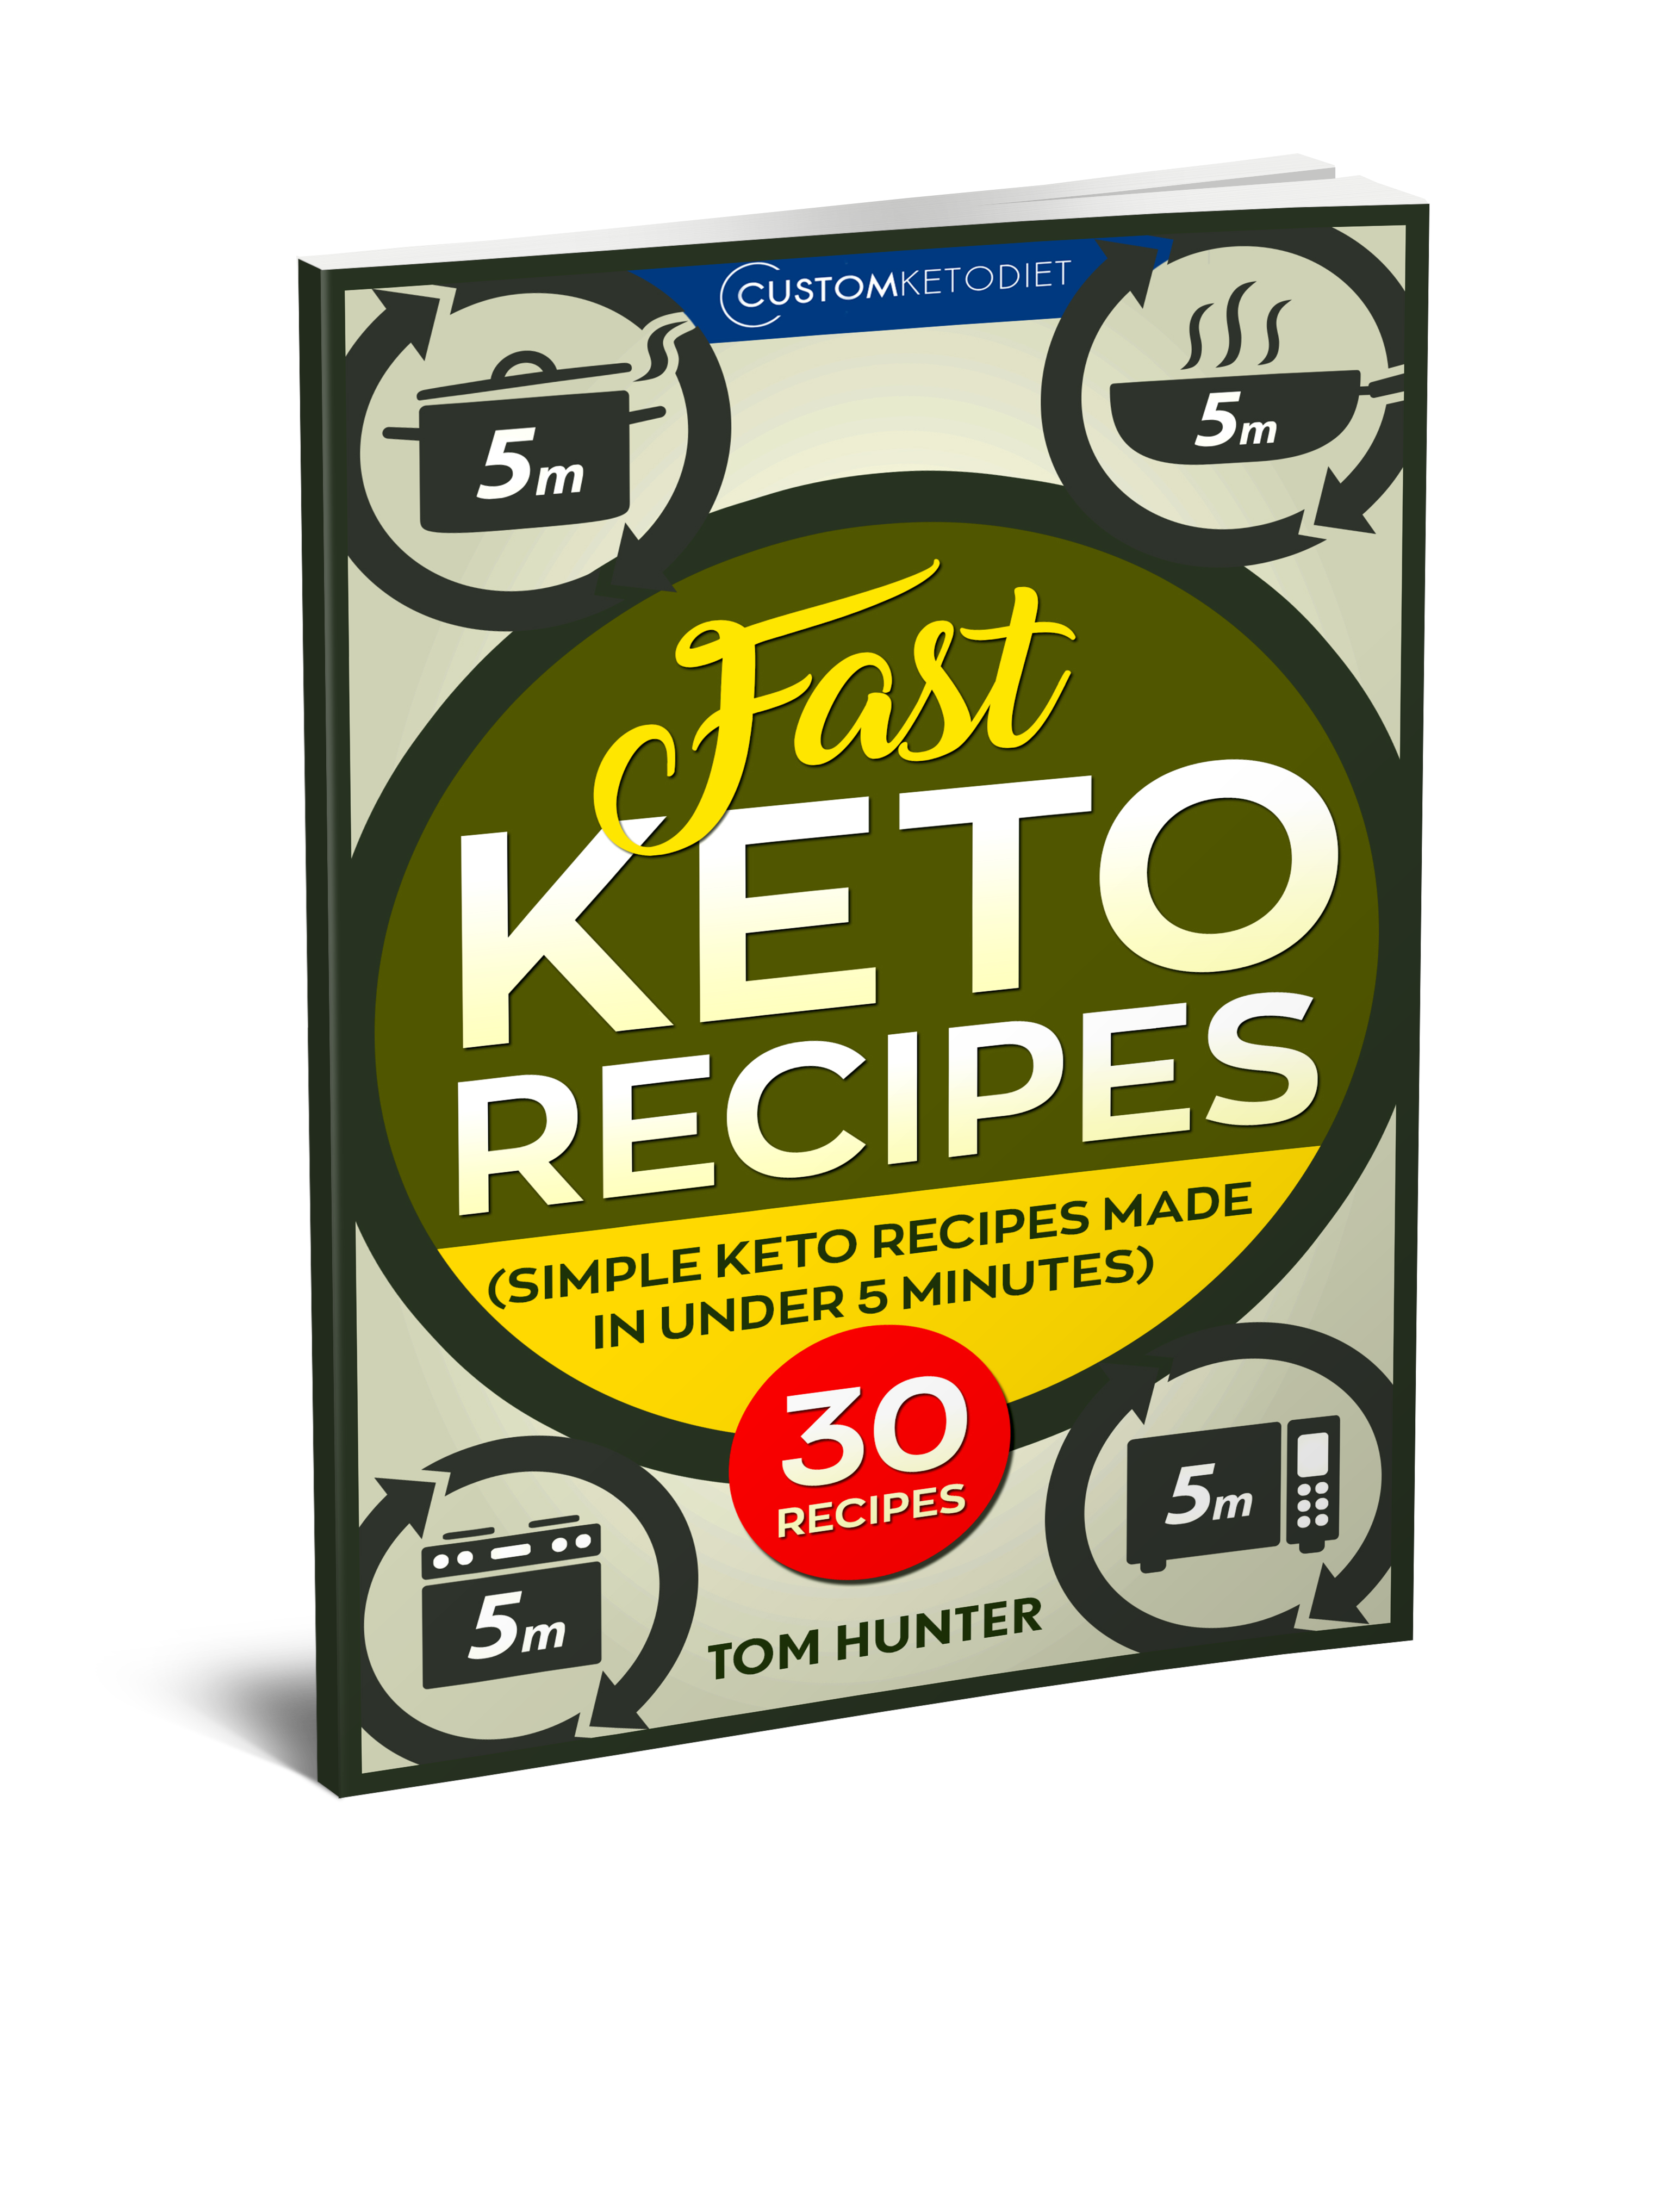 CUSTOMKETODIET
5m
5m
Fast
KETO
RECIPES
(SIMPLE KETO RECIPES MADE
IN UNDER 5 MINUTES)
30
RECIPES
5m
5m
TOM HUNTER